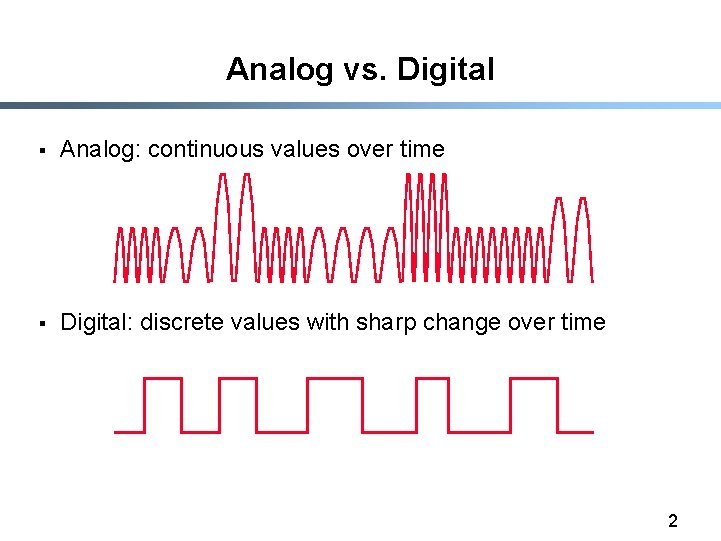 Analog vs. Digital
▪ Analog: continuous values over time
▪ Digital: discrete values with sharp change over time
2